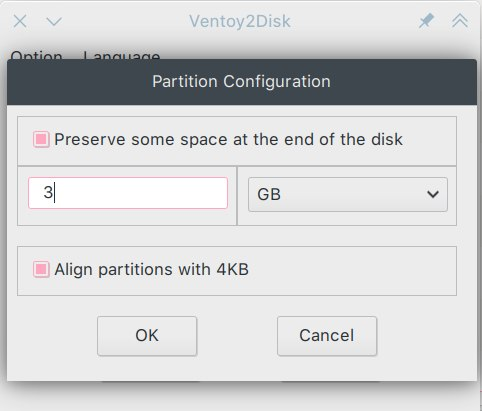 Ventoy2Disk
Option Language
Partition Configuration
Preserve some space at the end of the disk
3 GB
Align partitions with 4KB
OK Cancel